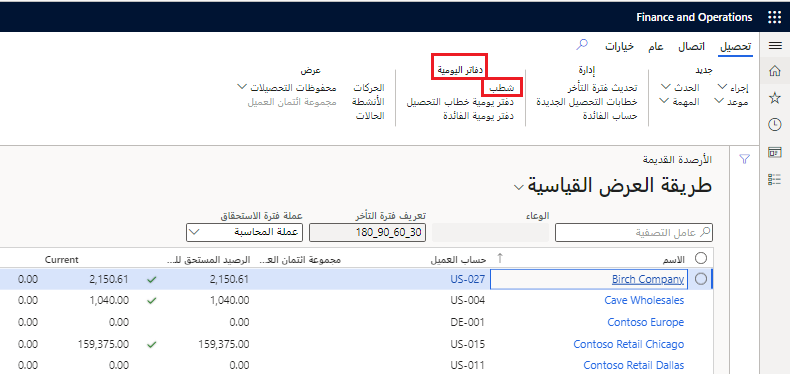 Finance and Operations
تحصيل اتصال عام خيارات
جديد
إجراء
موعد
الحدث
المهمة
إدارة
تحديث فترة التأخر
خطابات التحصيل الجديدة
حساب الفائدة
دفاتر اليومية
شطب
دفتر يومية خطاب التحصيل
دفتر يومية الفائدة
عرض
الحركات
الأنشطة
الحالات
محفوظات التحصيلات
مجموعة ائتمان العميل
الأرصدة القديمة
طريقة العرض القياسية
عامل التصفية
الوعاء
تعريف فترة التأخر
180_90_60_30
عملة فترة الاستحقاق
عملة المحاسبة
الاسم حساب العميل مجموعة ائتمان الع... الرصيد المستحق لل... Current
Birch Company US-027 2,150.61 2,150.61 0.00
Cave Wholesales US-004 1,040.00 1,040.00 0.00
Contoso Europe DE-001 0.00 0.00 0.00
Contoso Retail Chicago US-015 159,375.00 159,375.00 0.00
Contoso Retail Dallas US-011 0.00 0.00 0.00